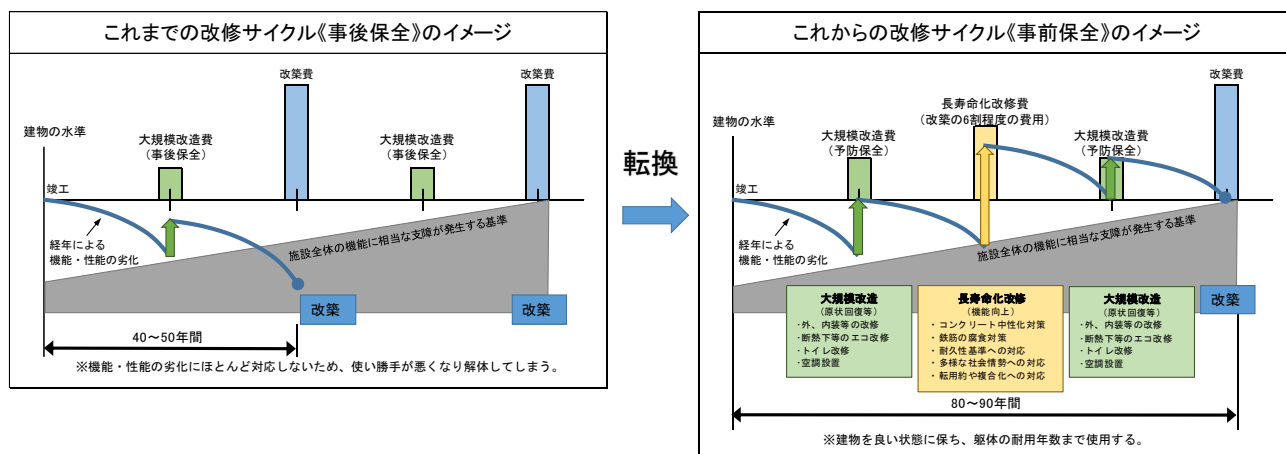 これまでの改修サイクル《事後保全》のイメージ
改築費
改築費
建物の水準
大規模改造費
（事後保全）
大規模改造費
（事後保全）
竣工
経年による
機能・性能の劣化
施設全体の機能に相当な支障が発生する基準
改築
改築
40～50年間
※機能・性能の劣化にほとんど対応しないため、使い勝手が悪くなり解体してしまう。
転換
これからの改修サイクル《事前保全》のイメージ
改築費
長寿命化改修費
（改築の6割程度の費用）
建物の水準
大規模改造費
（予防保全）
大規模改造費
（予防保全）
竣工
経年による
機能・性能の劣化
施設全体の機能に相当な支障が発生する基準
大規模改造
（原状回復等）
・外、内装等の改修
・断熱下等のエコ改修
・トイレ改修
・空調設置
長寿命化改修
（機能向上）
・コンクリート中性化対策
・鉄筋の腐食対策
・耐久性基準への対応
・多様な社会情勢への対応
・転用約や複合化への対応
大規模改造
（原状回復等）
・外、内装等の改修
・断熱下等のエコ改修
・トイレ改修
・空調設置
改築
80～90年間
※建物を良い状態に保ち、躯体の耐用年数まで使用する。